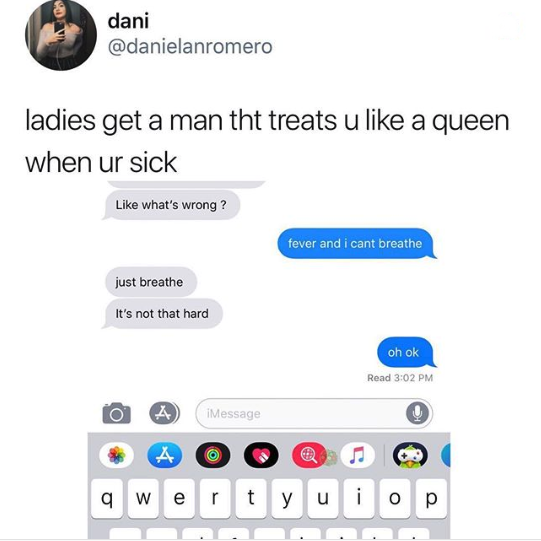 dani
@danielanromero
ladies get a man tht treats u like a queen
when ur sick
Like what's wrong ?
fever and i cant breathe
just breathe
It's not that hard
oh ok
Read 3:02 PM
iMessage
q w e r t y u i o p